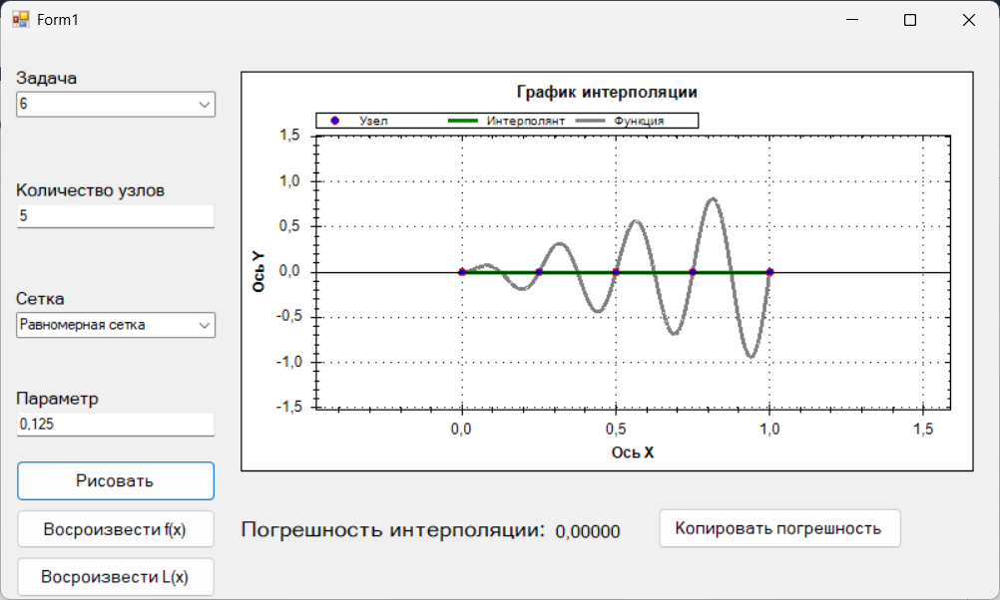 Form1
Задача
6
Количество узлов
5
Сетка
Равномерная сетка
Параметр
0,125
Рисовать
Восроизвести f(x)
Восроизвести L(x)
График интерполяции
Узел Интерполянт Функция
1,5
1,0
0,5
0,0
-0,5
-1,0
-1,5
Ось Y
0,0 0,5 1,0 1,5
Ось X
Погрешность интерполяции: 0,00000
Копировать погрешность